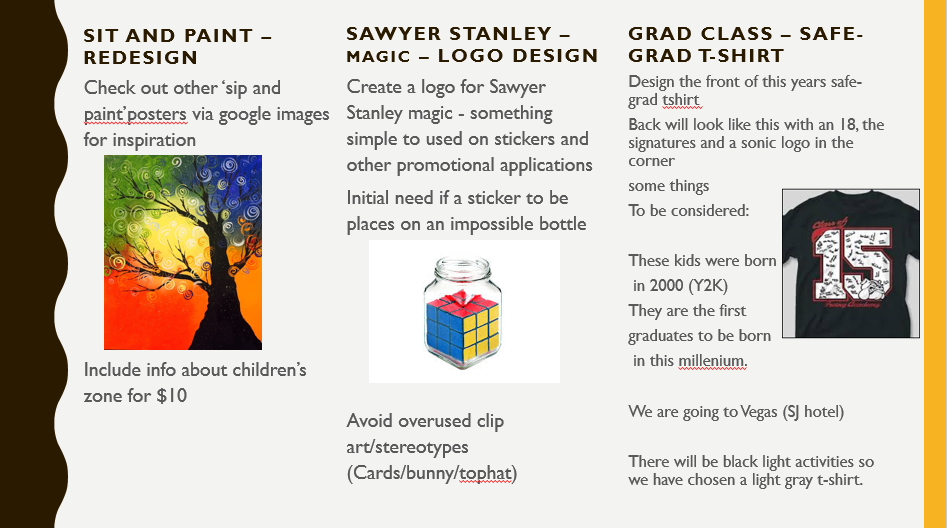 SIT AND PAINT –
REDESIGN
Check out other ‘sip and
paint’posters via google images
for inspiration
Include info about children’s
zone for $10
SAWYER STANLEY –
MAGIC – LOGO DESIGN
Create a logo for Sawyer
Stanley magic - something
simple to used on stickers and
other promotional applications
Initial need if a sticker to be
places on an impossible bottle
Avoid overused clip
art/stereotypes
(Cards/bunny/tophat)
GRAD CLASS – SAFE-
GRAD T-SHIRT
Design the front of this years safe-
grad tshirt
Back will look like this with an 18, the
signatures and a sonic logo in the
corner
some things
To be considered:
These kids were born
in 2000 (Y2K)
They are the first
graduates to be born
in this millenium.
We are going to Vegas (SJ hotel)
There will be black light activities so
we have chosen a light gray t-shirt.
Class of
15